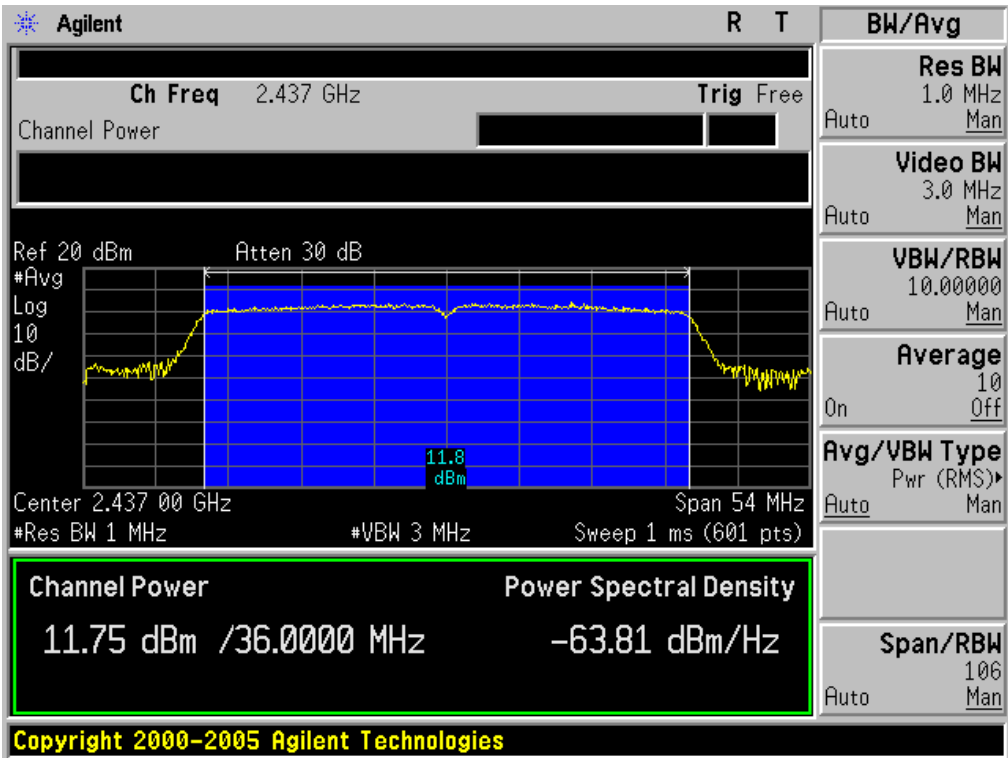 Agilent R T
Ch Freq 2.437 GHz Trig Free
Channel Power
Ref 20 dBm Atten 30 dB
#Avg
Log
10
dB/
11.8
dBm
Center 2.437 00 GHz Span 54 MHz
#Res BW 1 MHz #VBW 3 MHz Sweep 1 ms (601 pts)
Channel Power Power Spectral Density
11.75 dBm /36.0000 MHz -63.81 dBm/Hz
Copyright 2000-2005 Agilent Technologies
BW/Avg
Res BW
1.0 MHz
Auto Man
Video BW
3.0 MHz
Auto Man
VBW/RBW
10.00000
Auto Man
Average
10
On Off
Avg/VBW Type
Pwr (RMS)▸
Auto Man
Span/RBW
106
Auto Man